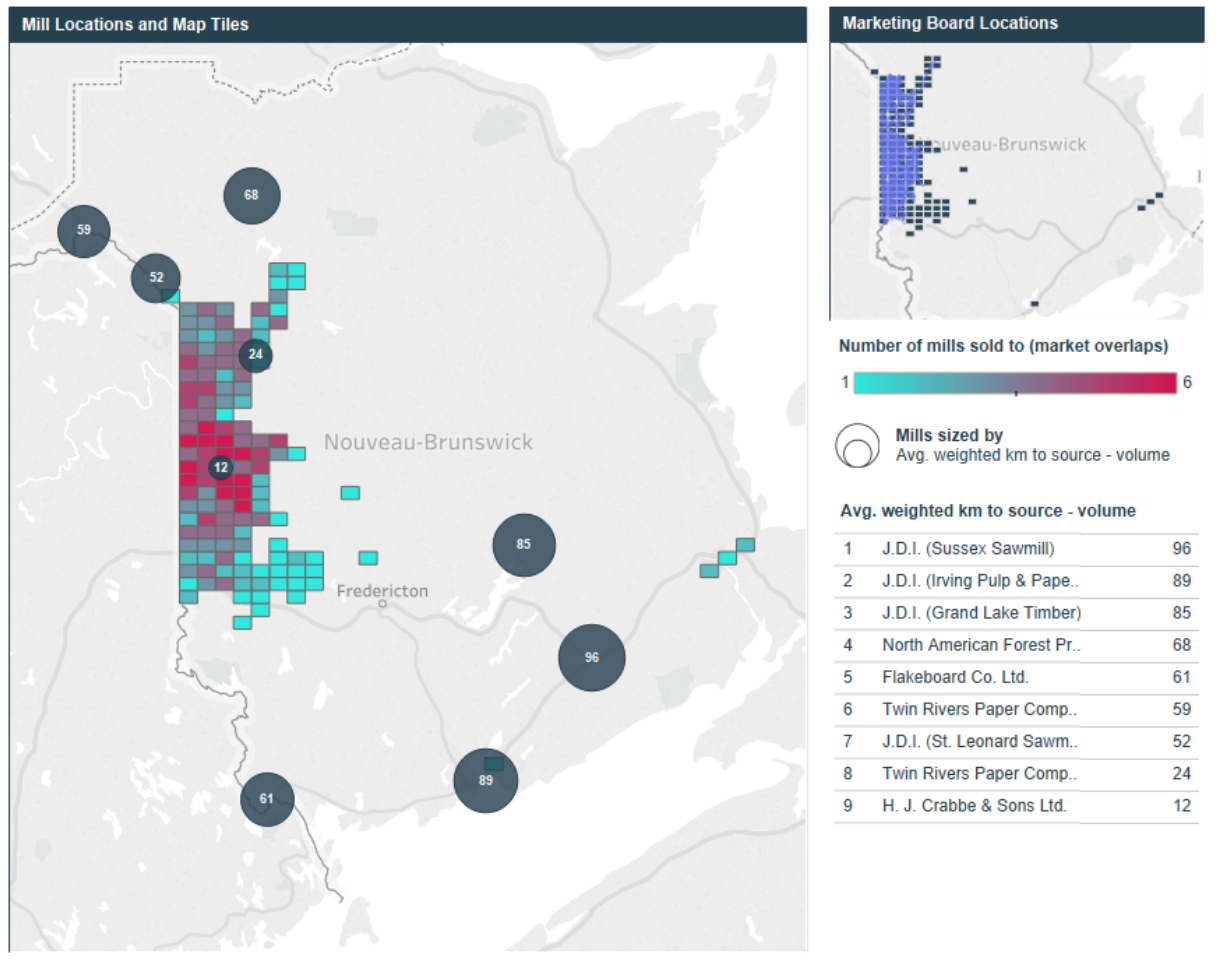 Mill Locations and Map Tiles
68
59
52
24
Nouveau-Brunswick
12
85
Fredericton
96
89
61
Marketing Board Locations
Nouveau-Brunswick
Number of mills sold to (market overlaps)
1 6
Mills sized by
Avg. weighted km to source - volume
Avg. weighted km to source - volume
1 J.D.I. (Sussex Sawmill) 96
2 J.D.I. (Irving Pulp & Pape.. 89
3 J.D.I. (Grand Lake Timber) 85
4 North American Forest Pr.. 68
5 Flakeboard Co. Ltd. 61
6 Twin Rivers Paper Comp.. 59
7 J.D.I. (St. Leonard Sawm.. 52
8 Twin Rivers Paper Comp.. 24
9 H. J. Crabbe & Sons Ltd. 12